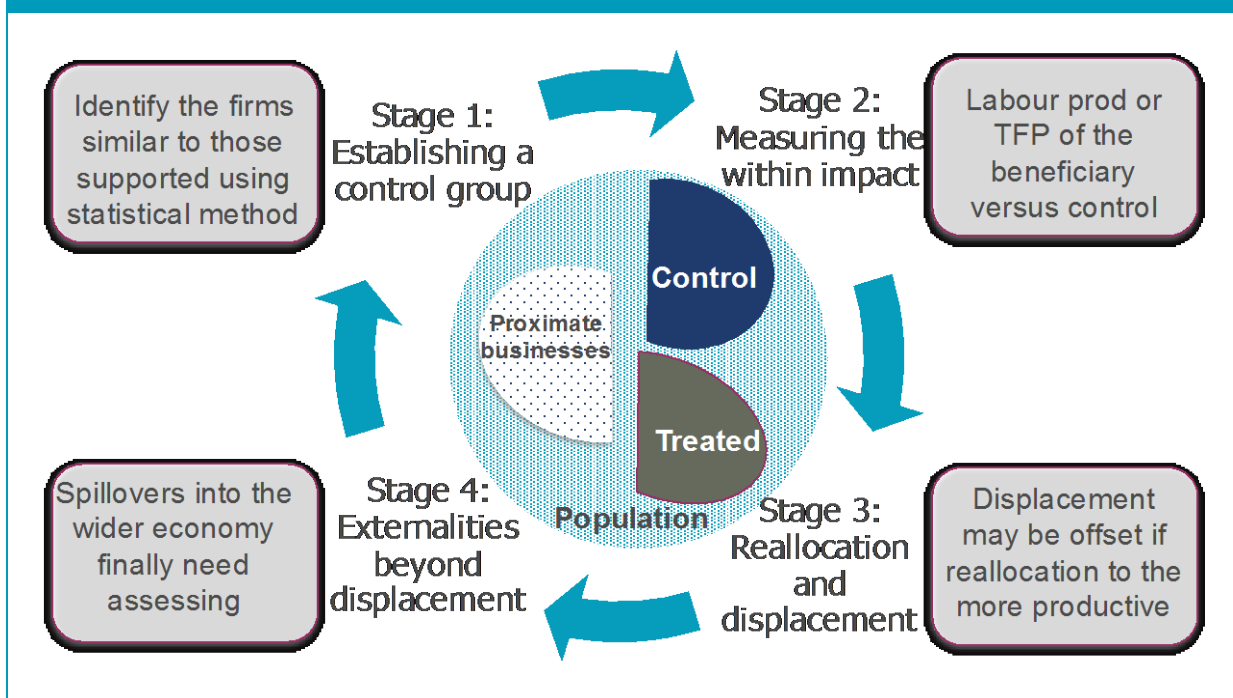 Identify the firms
similar to those
supported using
statistical method
Stage 1:
Establishing a
control group
Stage 2:
Measuring the
within impact
Labour prod or
TFP of the
beneficiary
versus control
Control
Proximate
businesses
Treated
Population
Spillovers into the
wider economy
finally need
assessing
Stage 4:
Externalities
beyond
displacement
Stage 3:
Reallocation
and
displacement
Displacement
may be offset if
reallocation to the
more productive